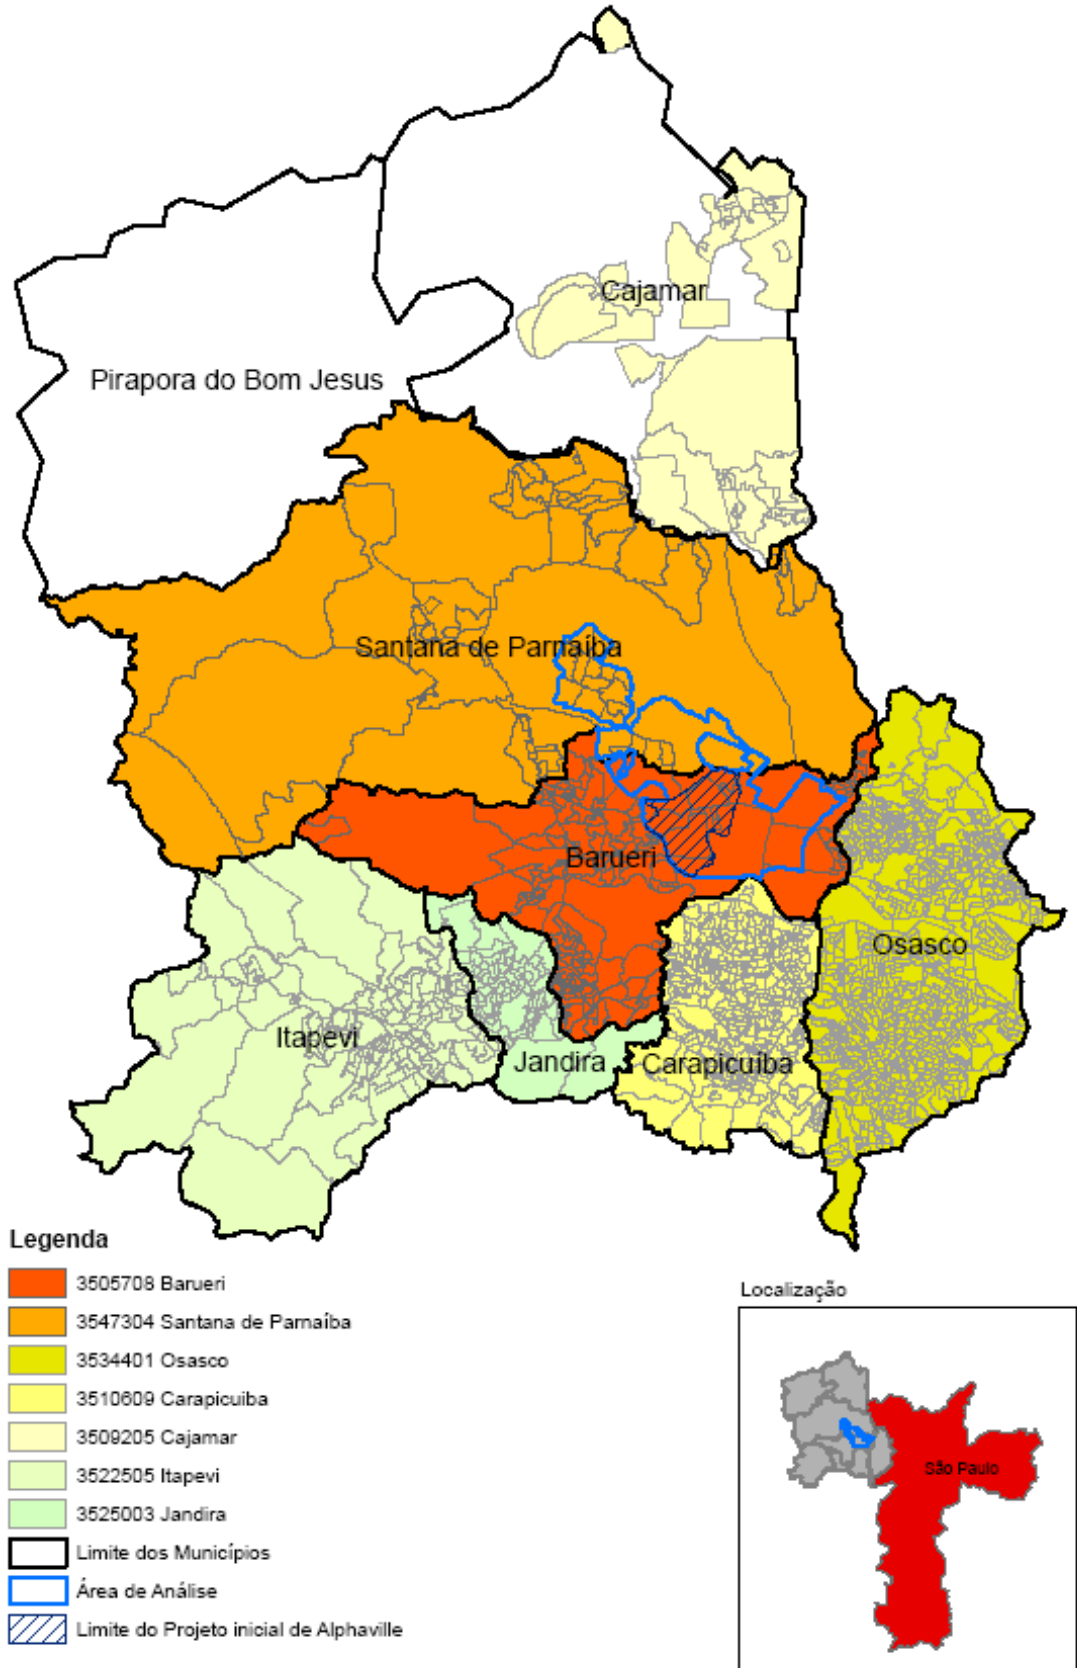 Cajamar
Pirapora do Bom Jesus
Santana de Parnaíba
Barueri
Osasco
Itapevi
Jandira
Carapicuíba
Legenda
3505708 Barueri
3547304 Santana de Parnaíba
3534401 Osasco
3510609 Carapicuiba
3509205 Cajamar
3522505 Itapevi
3525003 Jandira
Limite dos Municípios
Área de Análise
Limite do Projeto inicial de Alphaville
Localização
São Paulo